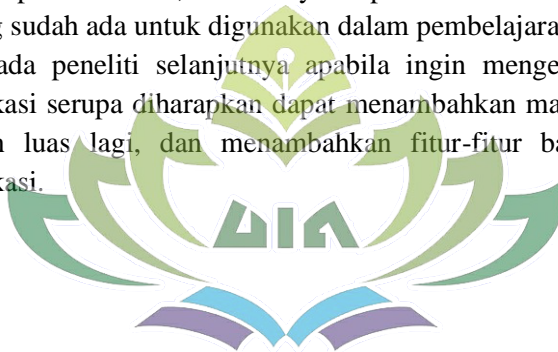 sudah ada untuk digunakan dalam pembelajara
ada peneliti selanjutnya apabila ingin menge
kasi serupa diharapkan dapat menambahkan ma
luas lagi, dan menambahkan fitur-fitur ba
kasi.
UIN